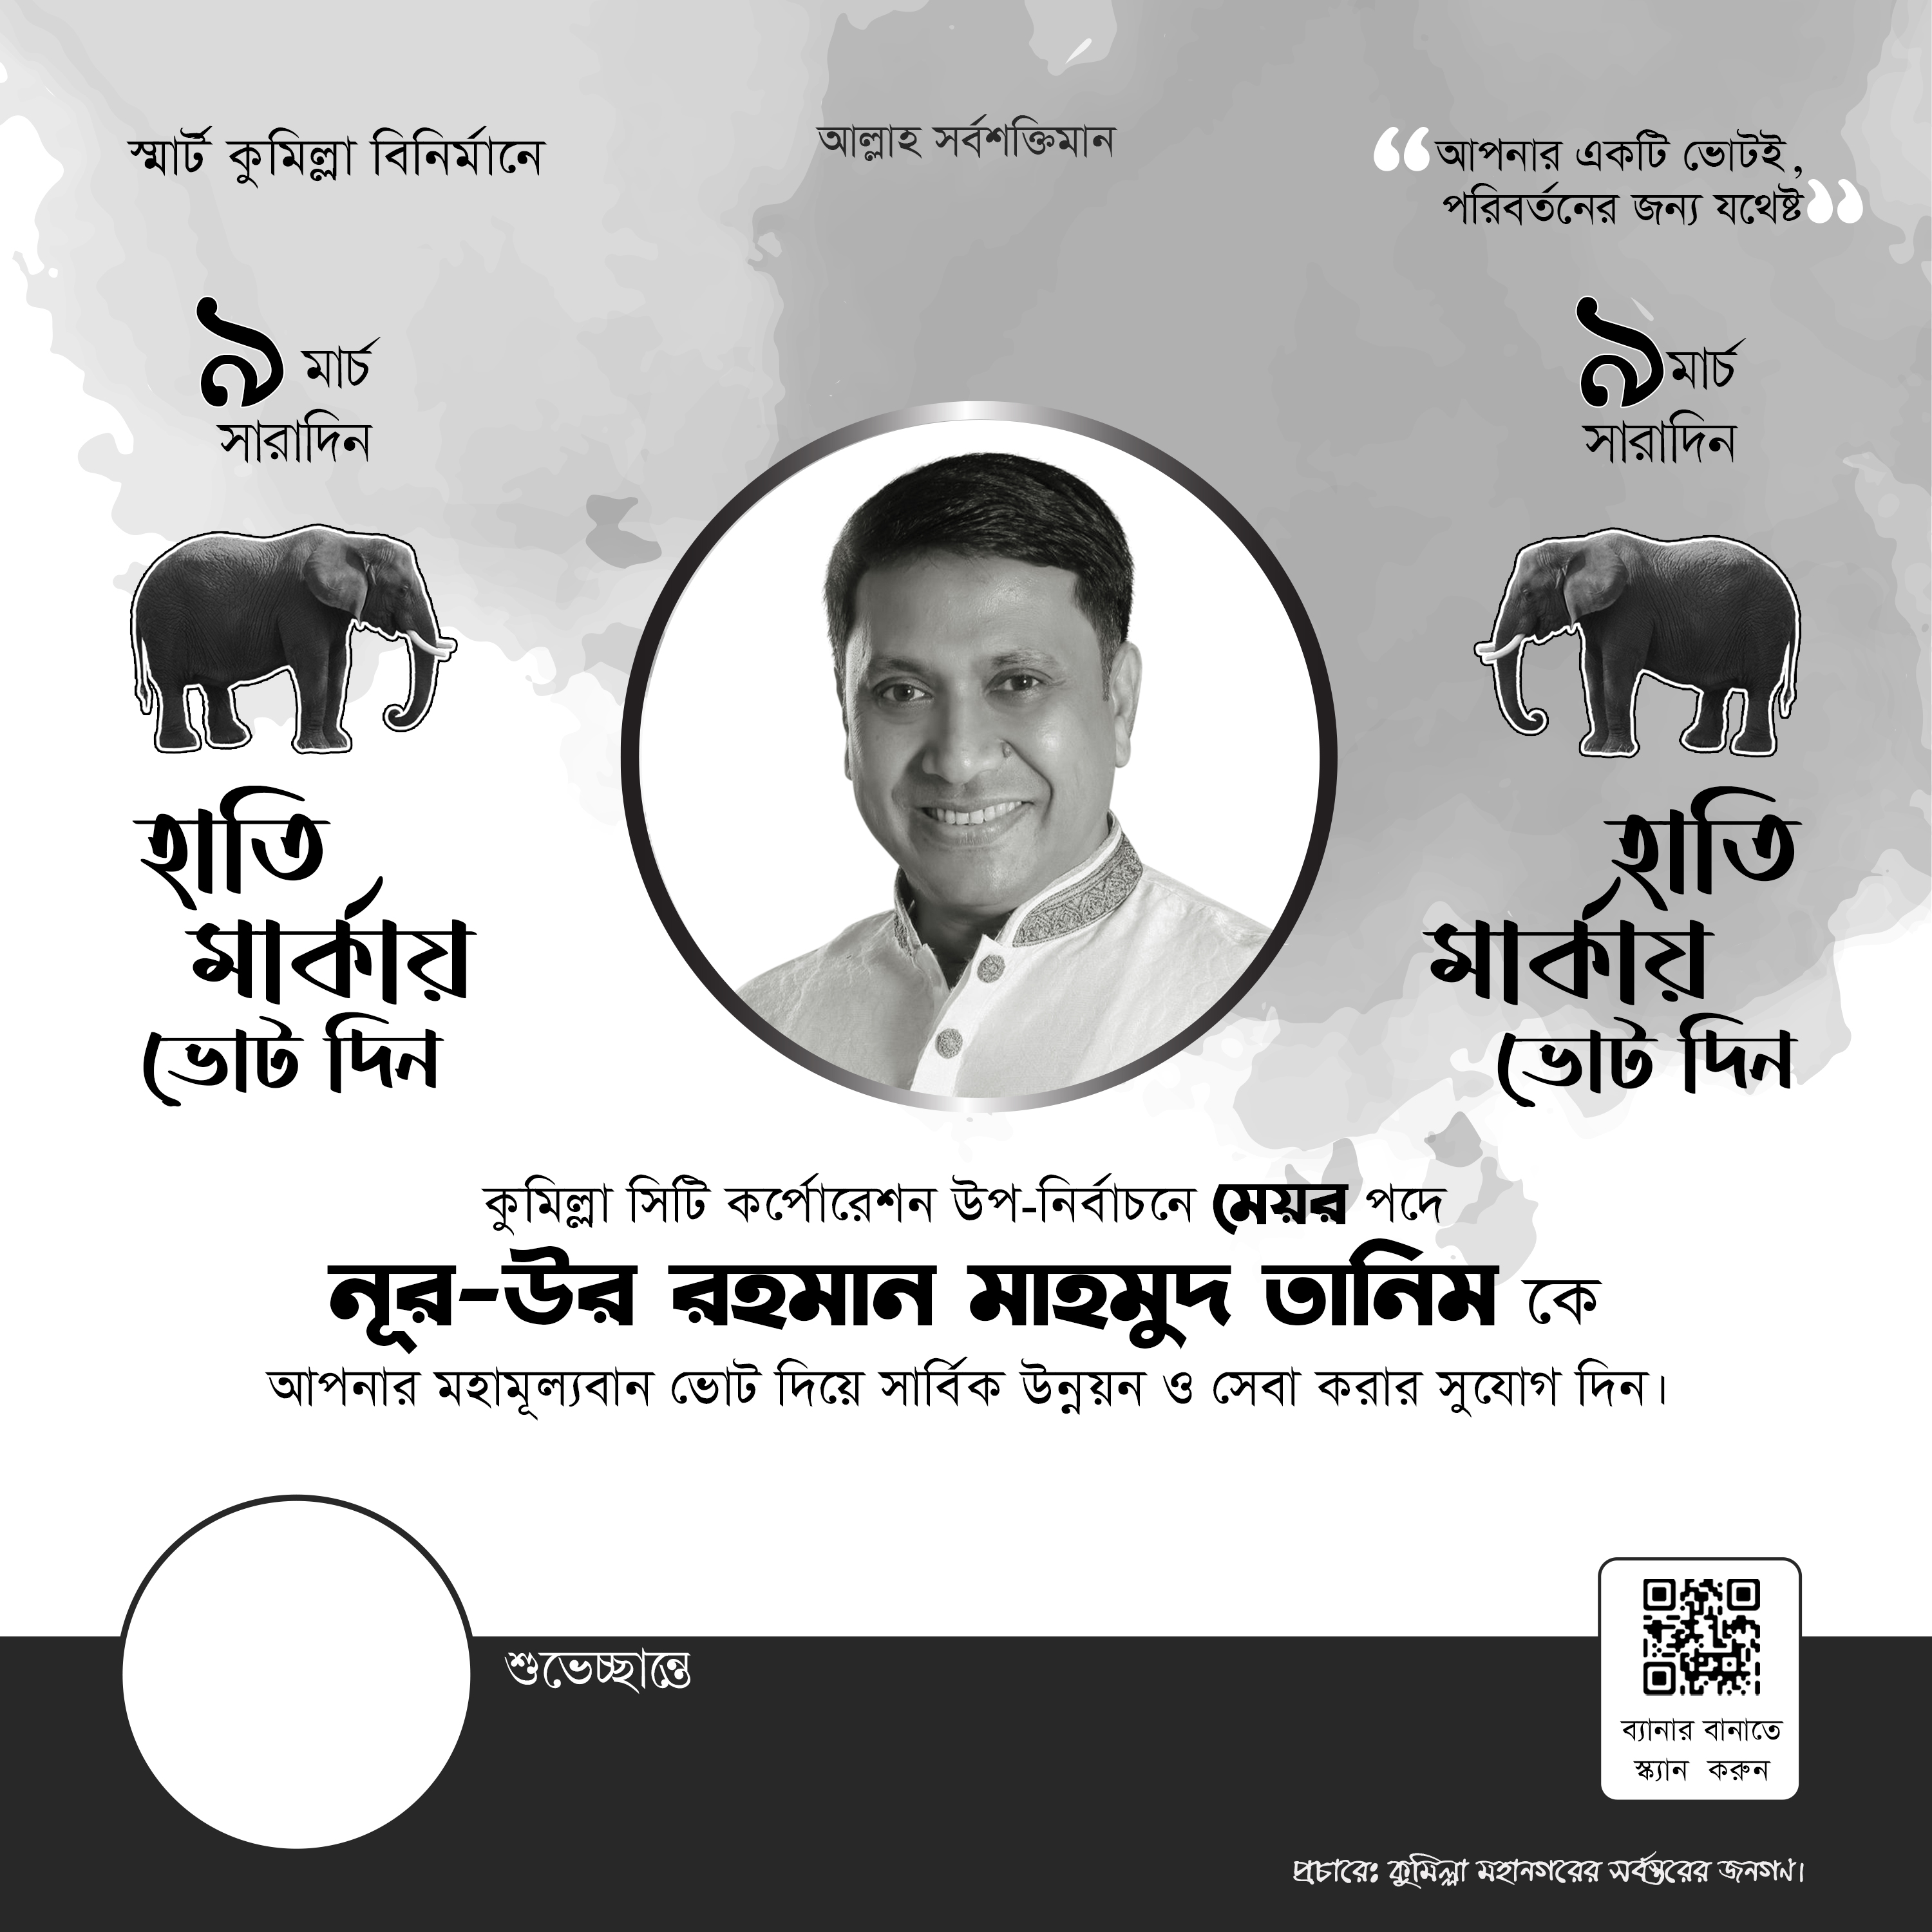 স্মার্ট কুমিল্লা বিনির্মানে
আল্লাহ সর্বশক্তিমান
“আপনার একটি ভোটই,
পরিবর্তনের জন্য যথেষ্ট”
৯ মার্চ
সারাদিন
৯ মার্চ
সারাদিন
হাতি
মার্কায়
ভোট দিন
হাতি
মার্কায়
ভোট দিন
কুমিল্লা সিটি কর্পোরেশন উপ-নির্বাচনে মেয়র পদে
নূর-উর রহমান মাহমুদ তানিম কে
আপনার মহামূল্যবান ভোট দিয়ে সার্বিক উন্নয়ন ও সেবা করার সুযোগ দিন।
শুভেচ্ছান্তে
ব্যানার বানাতে
স্ক্যান করুন
প্রচারে: কুমিল্লা মহানগরের সর্বস্তরের জনগণ।